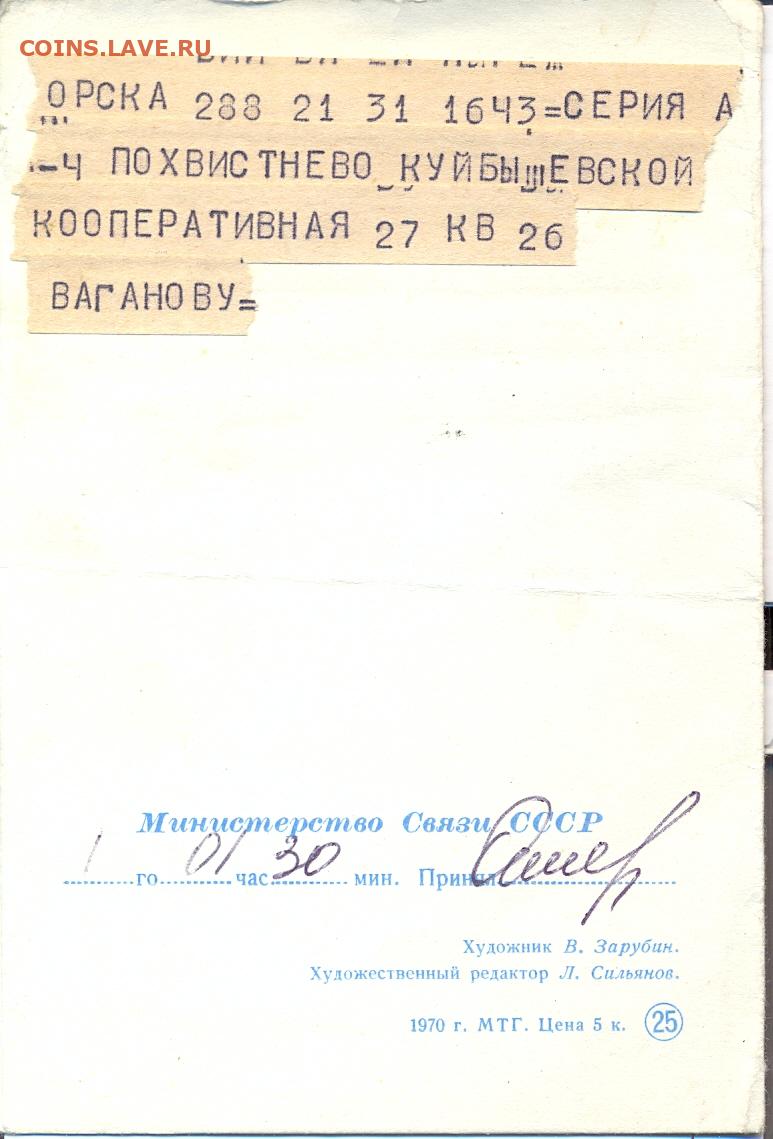 COINS.LAVE.RU
ОРСКА 288 21 31 1643=СЕРИЯ А
-4 ПОХВИСТНЕВО КУЙБЫШЕВСКОЙ
КООПЕРАТИВНАЯ 27 КВ 26
ВАГАНОВУ=
Министерство Связи СССР
1 го 01 час. 30 мин. Принял
Художник В. Зарубин.
Художественный редактор Л. Сильянов.
1970 г. МТГ. Цена 5 к. 25